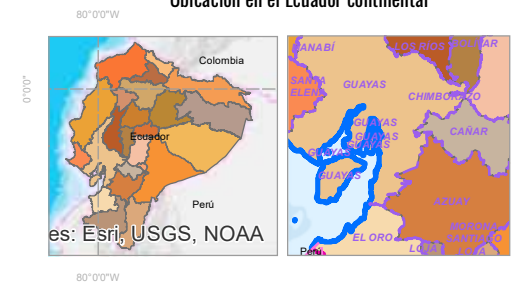 Ubicación en el Ecuador continental
80°0'0"W
0°0'0"
Colombia
Ecuador
Perú
es: Esri, USGS, NOAA
80°0'0"W
MANABÍ
LOS RÍOS
BOLÍVAR
SANTA
ELENA
GUAYAS
CHIMBORAZO
GUAYAS
GUAYAS
GUAYAS
GUAYAS
CAÑAR
GUAYAS
AZUAY
EL ORO
MORONA
SANTIAGO
LOJA
LOJA
Perú